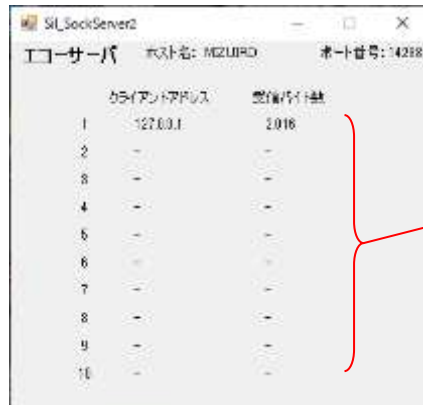 Sil_SockServer2
エコーサーバ ホスト名: MIZUIRO ポート番号: 14268
クライアントアドレス 受信バイト数
1 127.0.0.1 2,016
2 - -
3 - -
4 - -
5 - -
6 - -
7 - -
8 - -
9 - -
10 - -